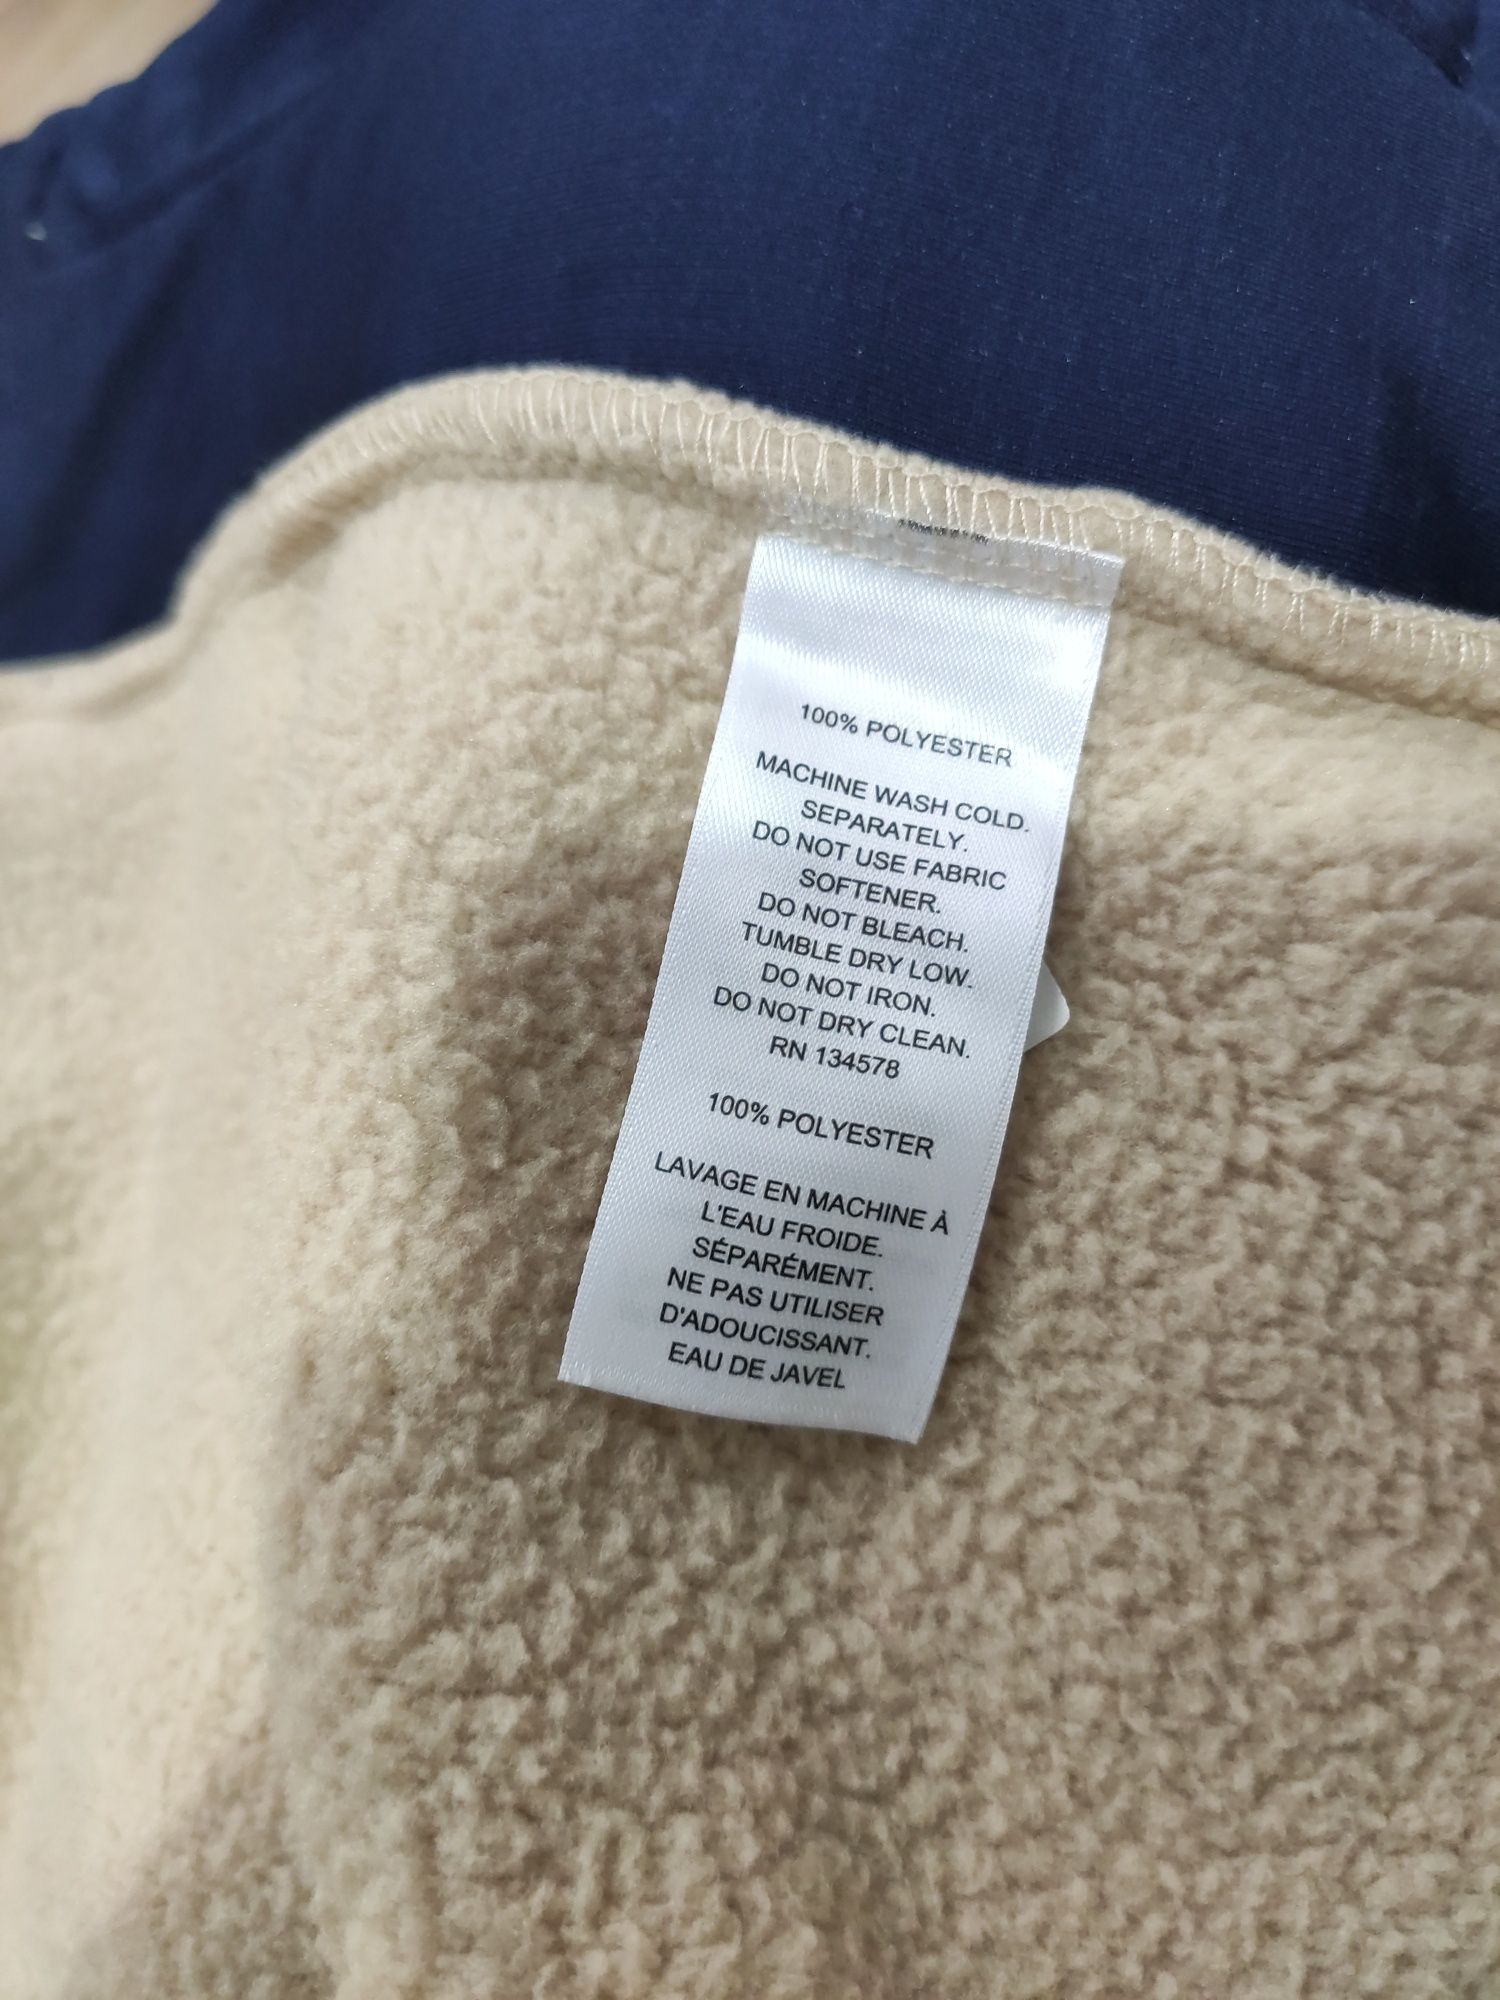 100% POLYESTER
MACHINE WASH COLD.
SEPARATELY.
DO NOT USE FABRIC
SOFTENER.
DO NOT BLEACH.
TUMBLE DRY LOW.
DO NOT IRON.
DO NOT DRY CLEAN.
RN 134578
100% POLYESTER
LAVAGE EN MACHINE À
L'EAU FROIDE.
SÉPARÉMENT.
NE PAS UTILISER
D'ADOUCISSANT.
EAU DE JAVEL